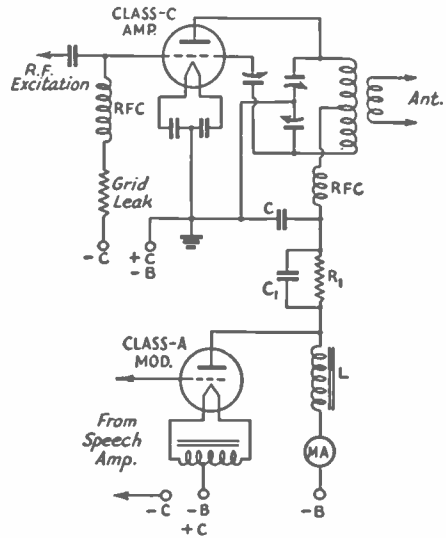 CLASS-C
AMP.
R.F.
Excitation
RFC
Ant.
RFC
Grid
Leak
C
-C
+C
-B
C1
R1
CLASS-A
MOD.
L
From
Speech
Amp.
MA
-C
-B
+C
-B